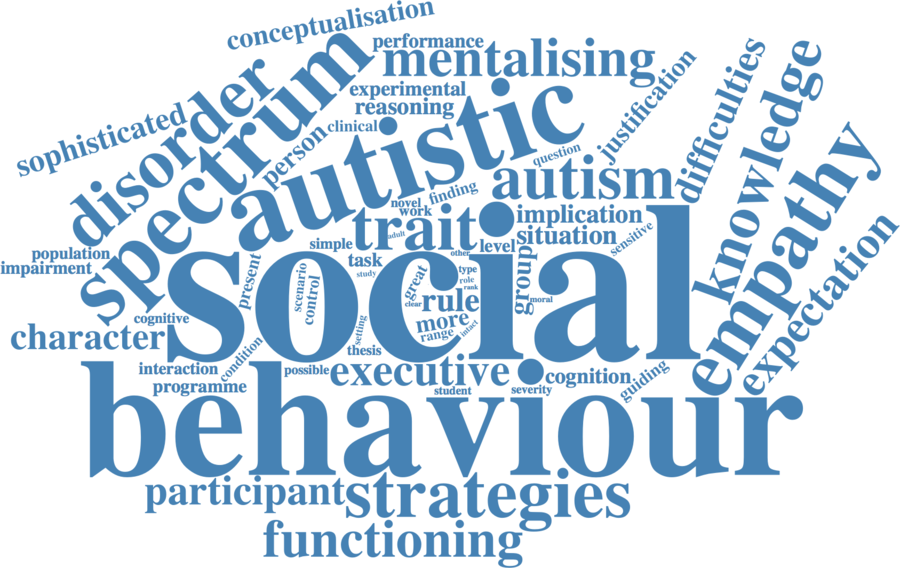 conceptualisation
performance
mentalising
experimental
reasoning
sophisticated
disorder
spectrum
person
clinical
autistic
question
justification
difficulties
knowledge
autism
empathy
expectation
novel
work
finding
trait
adult
implication
situation
sensitive
population
impairment
simple
task
study
level
other
group
moral
present
scenario
control
great
clear
type
role
rank
rule
more
range
intact
setting
social
character
cognitive
interaction
programme
condition
possible
thesis
executive
student
severity
cognition
guiding
behaviour
participant
strategies
functioning